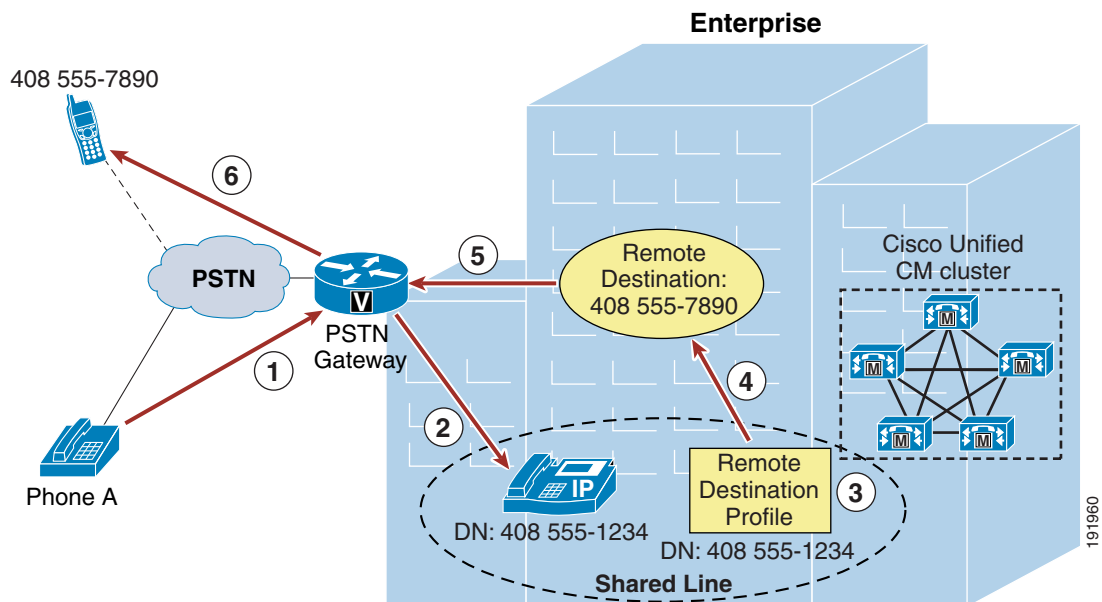 Enterprise
408 555-7890
6
5
Remote
Destination:
408 555-7890
Cisco Unified
CM cluster
M
M
M
M
M
PSTN
V
PSTN
Gateway
1
4
2
Phone A
IP
Remote
Destination
Profile
3
DN: 408 555-1234
DN: 408 555-1234
Shared Line
191960